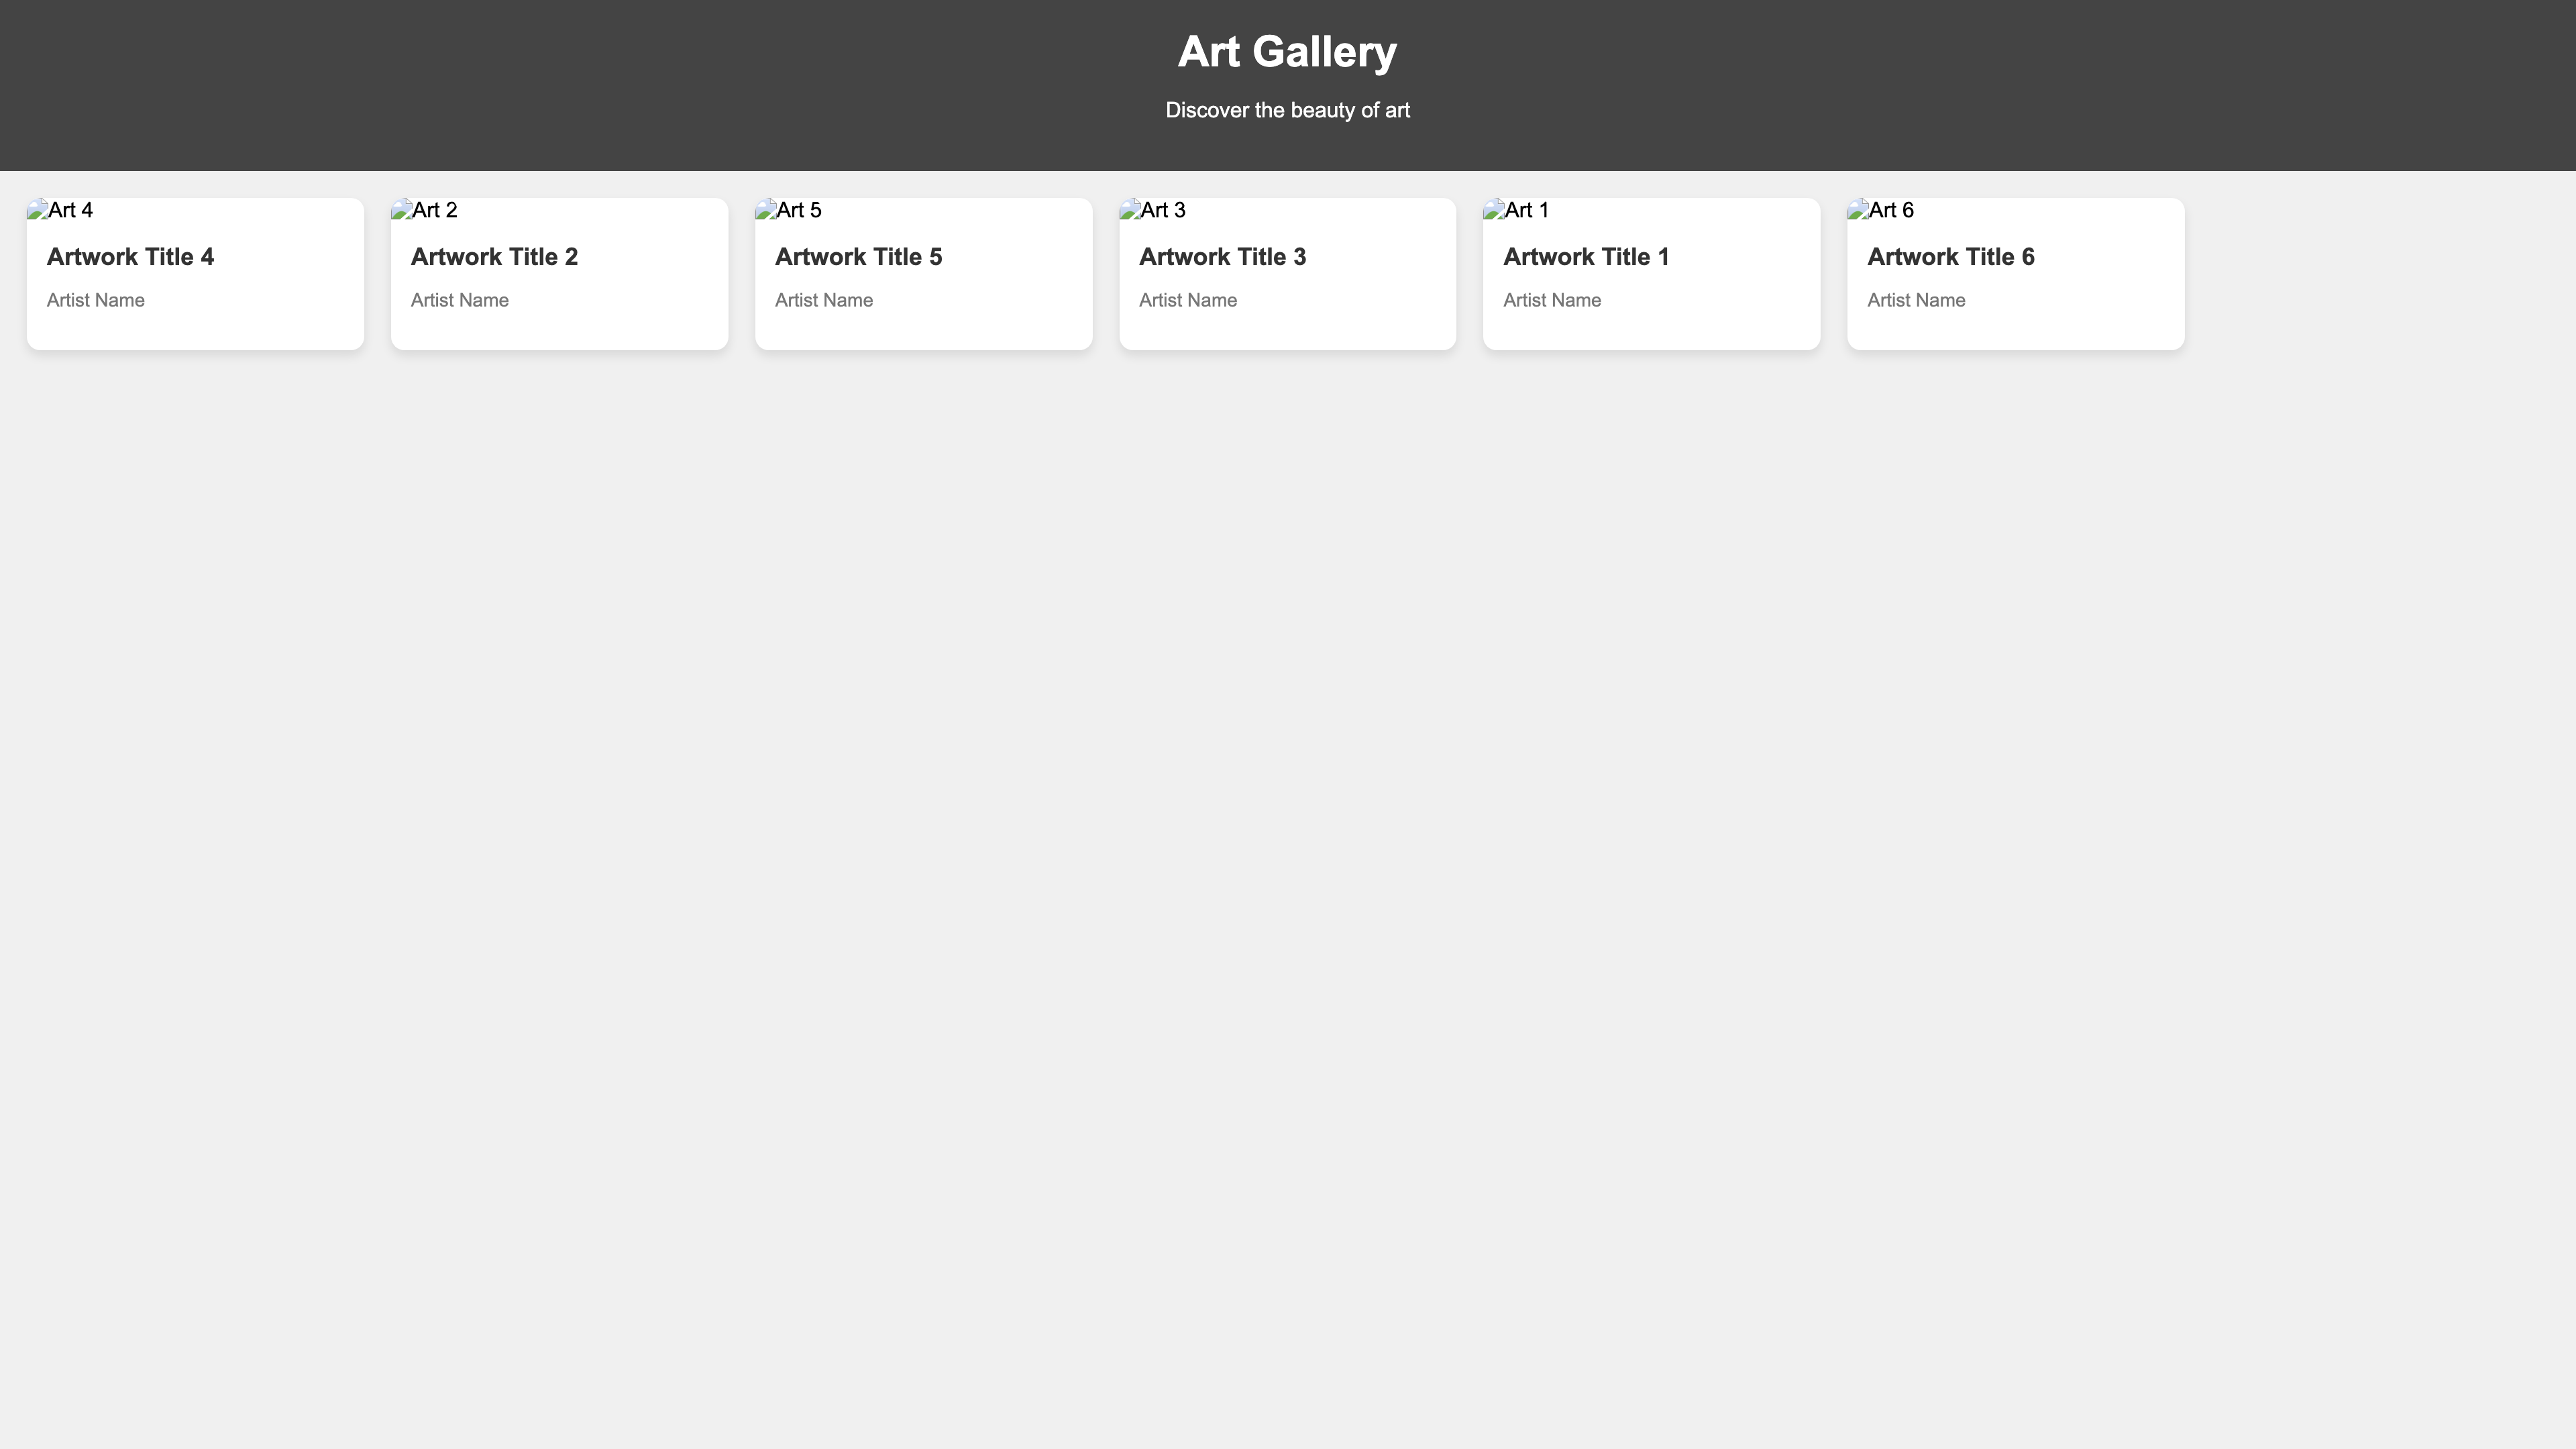 Art Gallery
Discover the beauty of art
Art 4
Artwork Title 4
Artist Name
Art 2
Artwork Title 2
Artist Name
Art 5
Artwork Title 5
Artist Name
Art 3
Artwork Title 3
Artist Name
Art 1
Artwork Title 1
Artist Name
Art 6
Artwork Title 6
Artist Name